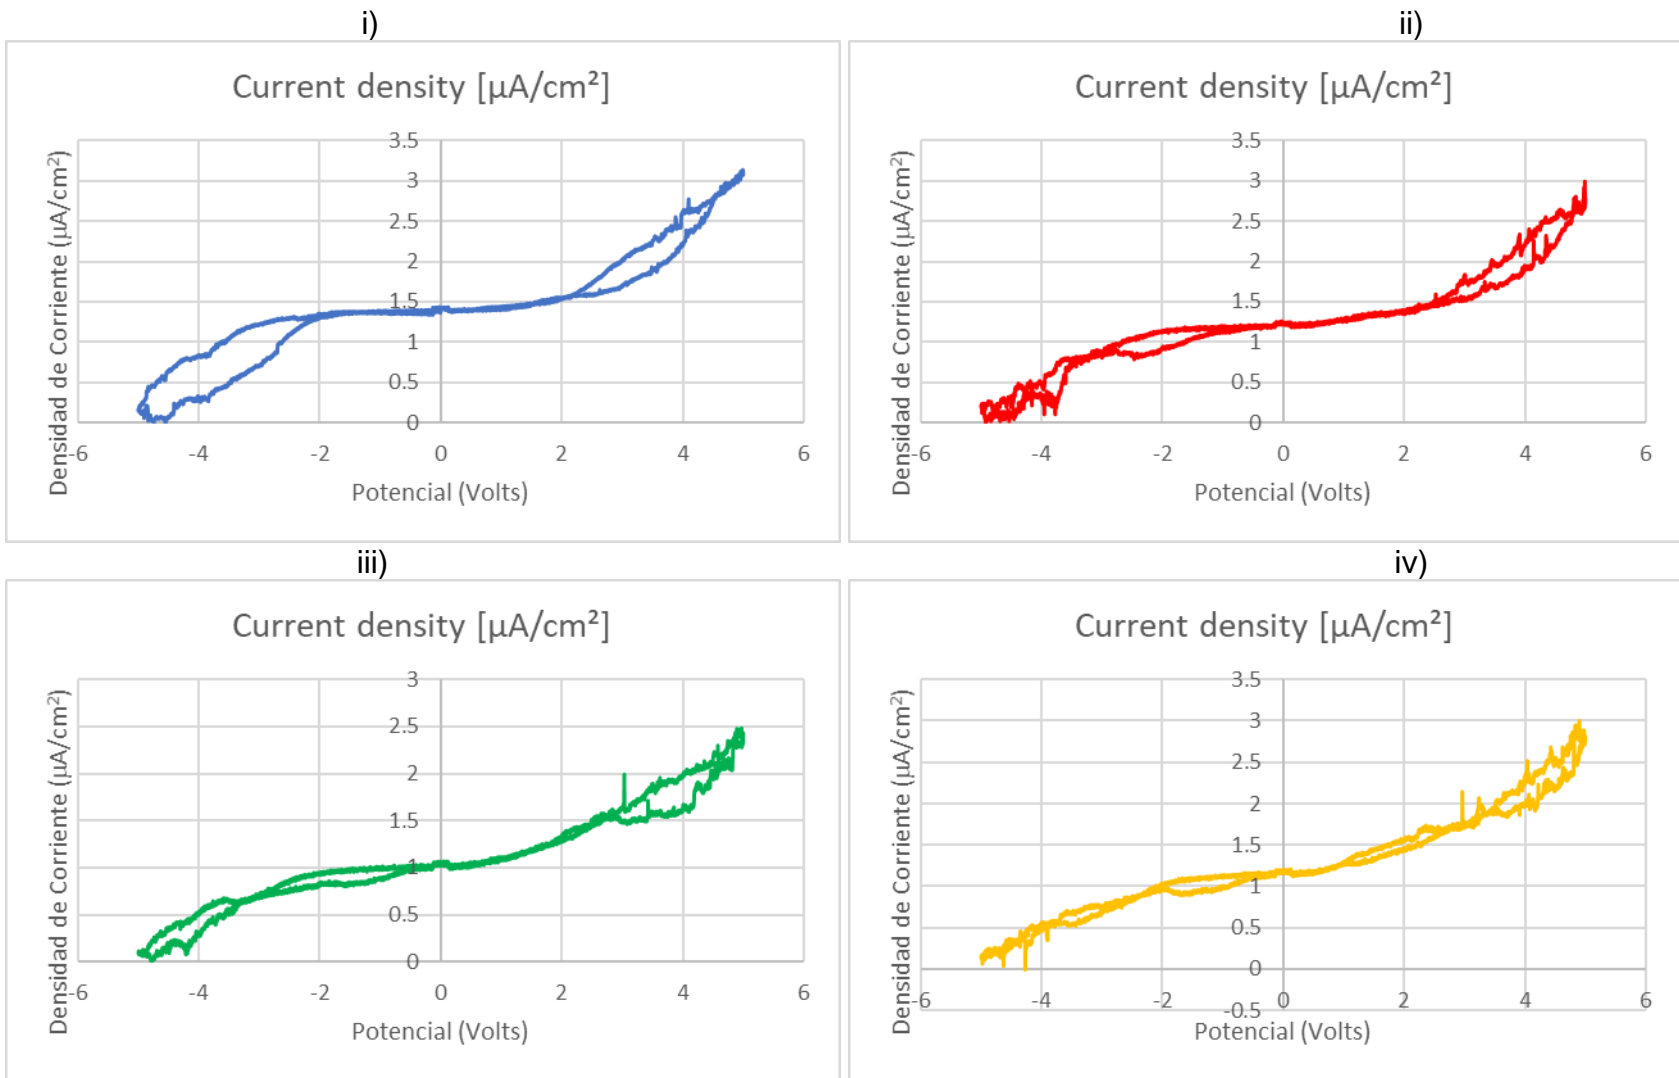 i)
Current density [µA/cm²]
Densidad de Corriente (µA/cm²)
3.5
3
2.5
2
1.5
1
0.5
0
-6 -4 -2 0 2 4 6
Potencial (Volts)
ii)
Current density [µA/cm²]
Densidad de Corriente (µA/cm²)
3.5
3
2.5
2
1.5
1
0.5
0
-6 -4 -2 0 2 4 6
Potencial (Volts)
iii)
Current density [µA/cm²]
Densidad de Corriente (µA/cm²)
3
2.5
2
1.5
1
0.5
0
-6 -4 -2 0 2 4 6
Potencial (Volts)
iv)
Current density [µA/cm²]
Densidad de Corriente (µA/cm²)
3.5
3
2.5
2
1.5
1
0.5
0
-0.5
-6 -4 -2 0 2 4 6
Potencial (Volts)